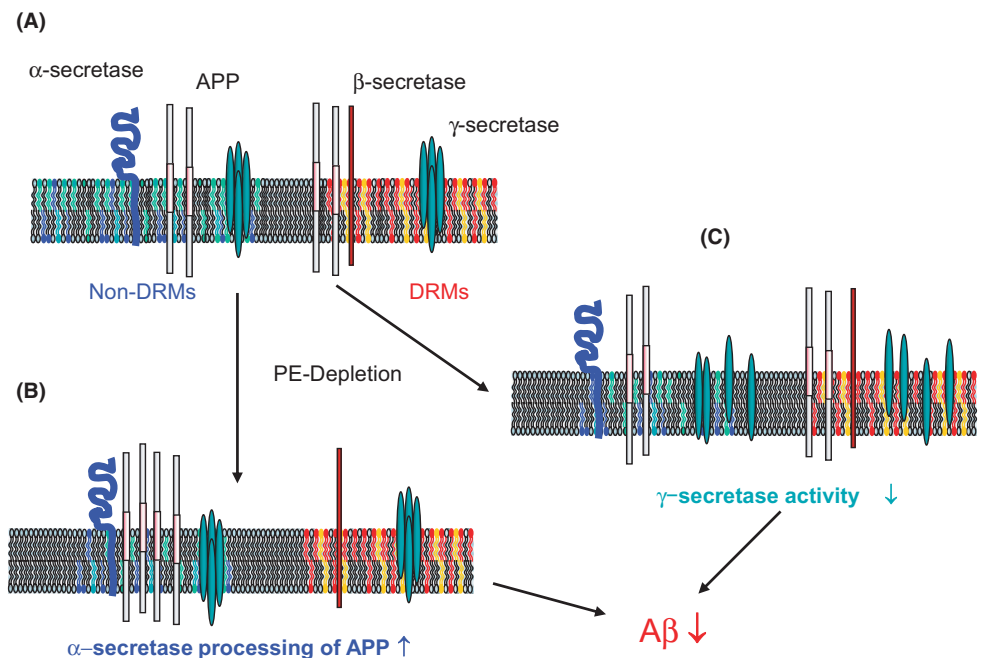 (A)
α-secretase
APP
β-secretase
γ-secretase
Non-DRMs
DRMs
(C)
PE-Depletion
(B)
γ-secretase activity ↓
α-secretase processing of APP ↑
Aβ ↓